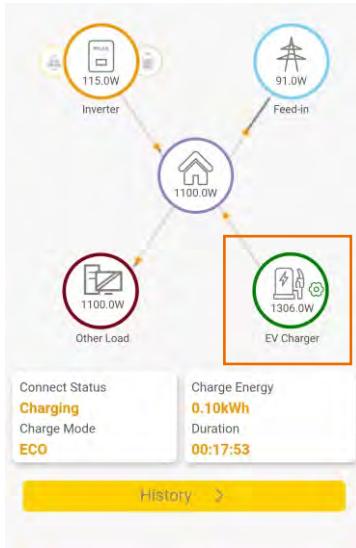 115.0W
91.0W
Inverter
Feed-in
1100.0W
1100.0W
1306.0W
Other Load
EV Charger
Connect Status
Charging
Charge Mode
ECO
Charge Energy
0.10kWh
Duration
00:17:53
History >